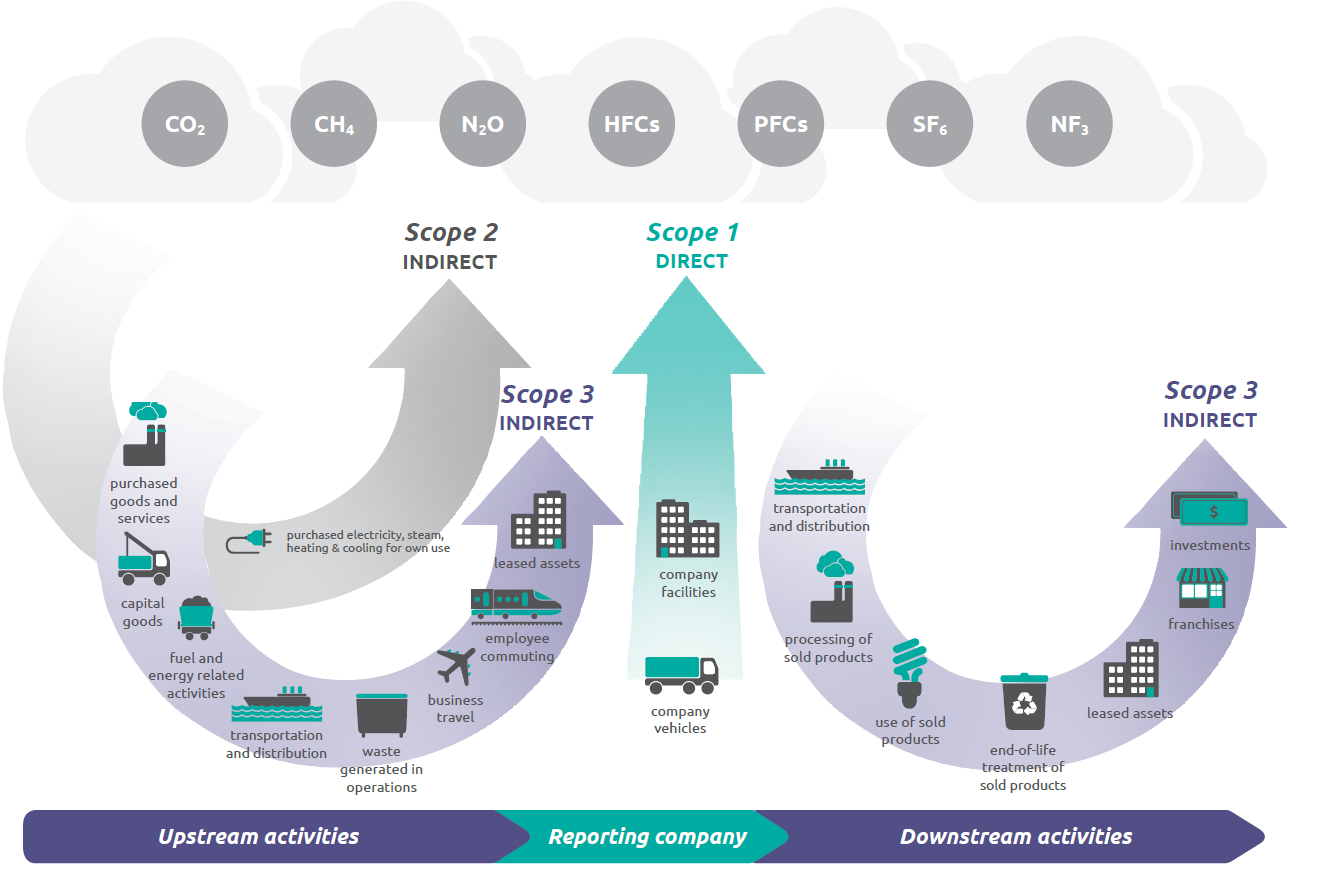 CO₂
CH₄
N₂O
HFCs
PFCs
SF₆
NF₃
Scope 2
INDIRECT
Scope 1
DIRECT
Scope 3
INDIRECT
Scope 3
INDIRECT
purchased
goods and
services
capital
goods
fuel and
energy related
activities
transportation
and distribution
waste
generated in
operations
business
travel
employee
commuting
leased assets
purchased electricity, steam,
heating & cooling for own use
company
facilities
company
vehicles
transportation
and distribution
processing of
sold products
use of sold
products
end-of-life
treatment of
sold products
leased assets
franchises
$
investments
Upstream activities
Reporting company
Downstream activities